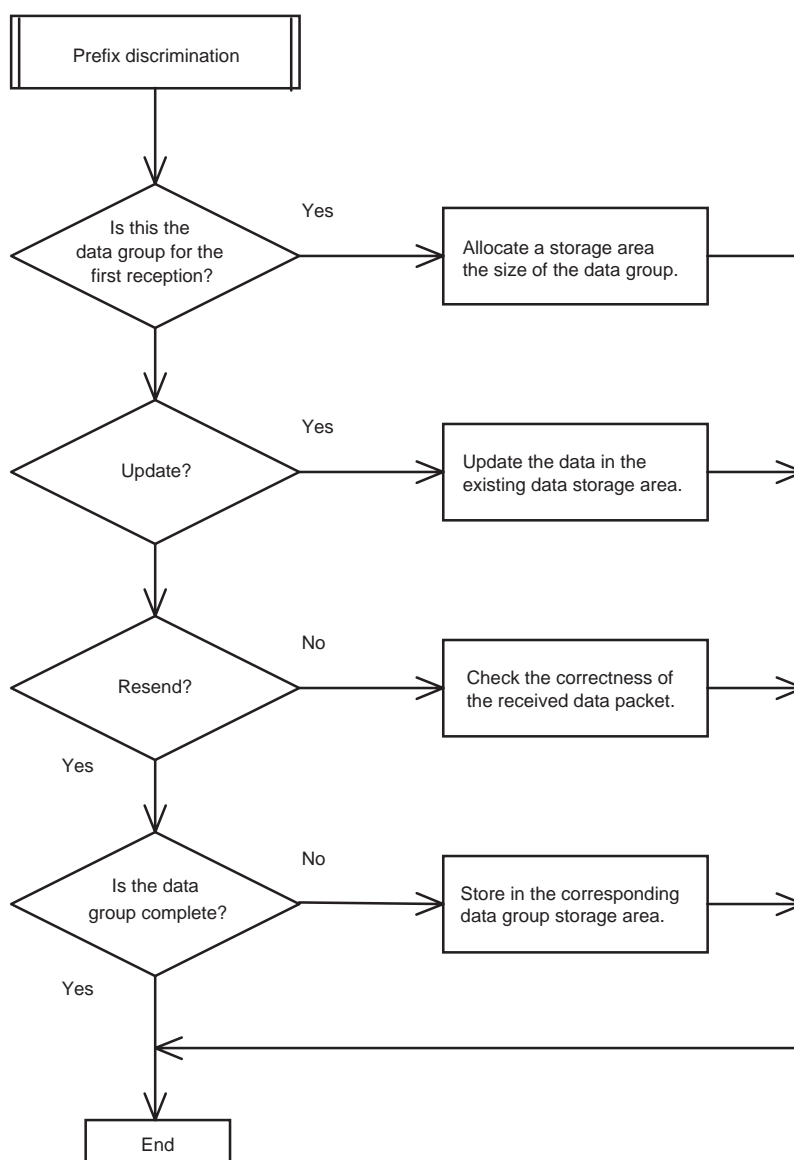 Prefix discrimination
Is this the
data group for the
first reception?
Yes
Allocate a storage area
the size of the data group.
Update?
Yes
Update the data in the
existing data storage area.
Resend?
No
Check the correctness of
the received data packet.
Yes
Is the data
group complete?
No
Store in the corresponding
data group storage area.
Yes
End